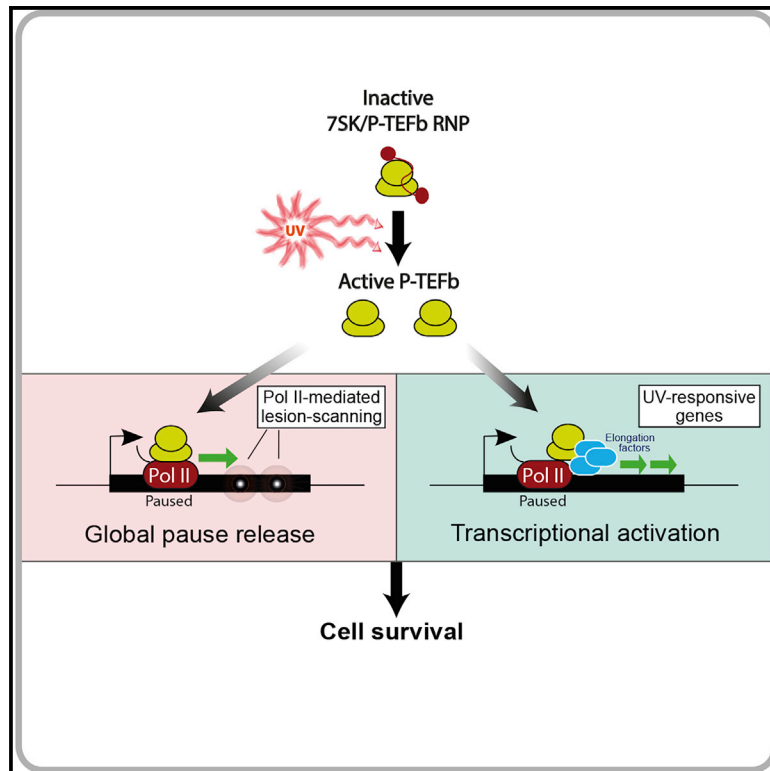 Inactive
7SK/P-TEFb RNP
UV
Active P-TEFb
Pol II-mediated
lesion-scanning
Pol II
Paused
Global pause release
UV-responsive
genes
Elongation
factors
Pol II
Paused
Transcriptional activation
Cell survival